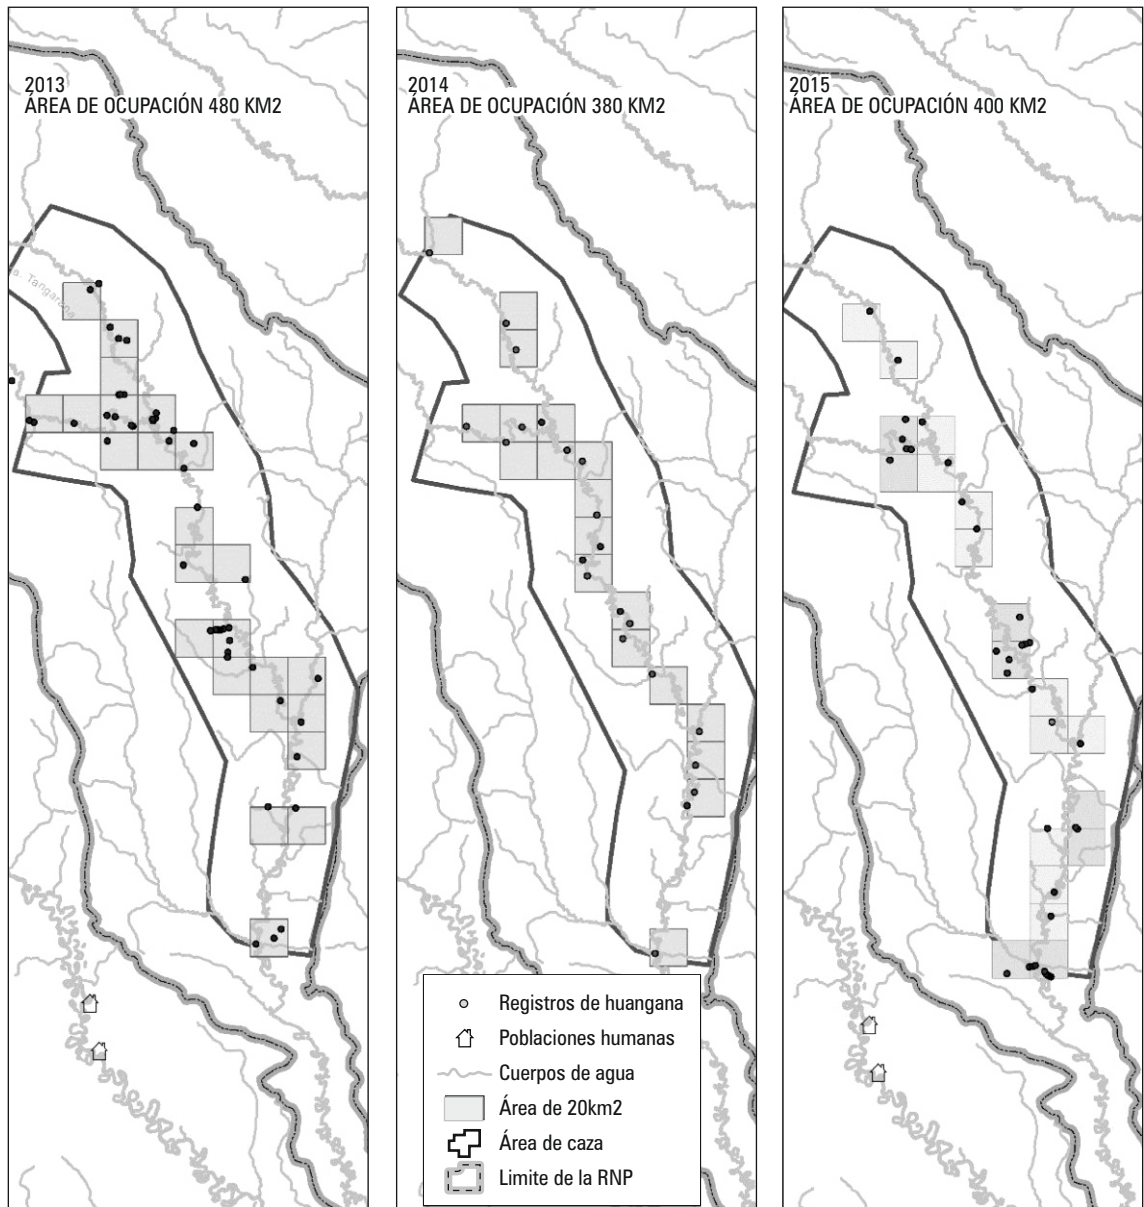 2013
ÁREA DE OCUPACIÓN 480 KM2
2014
ÁREA DE OCUPACIÓN 380 KM2
2015
ÁREA DE OCUPACIÓN 400 KM2
Tangarana
Registros de huangana
Poblaciones humanas
Cuerpos de agua
Área de 20km2
Área de caza
Limite de la RNP